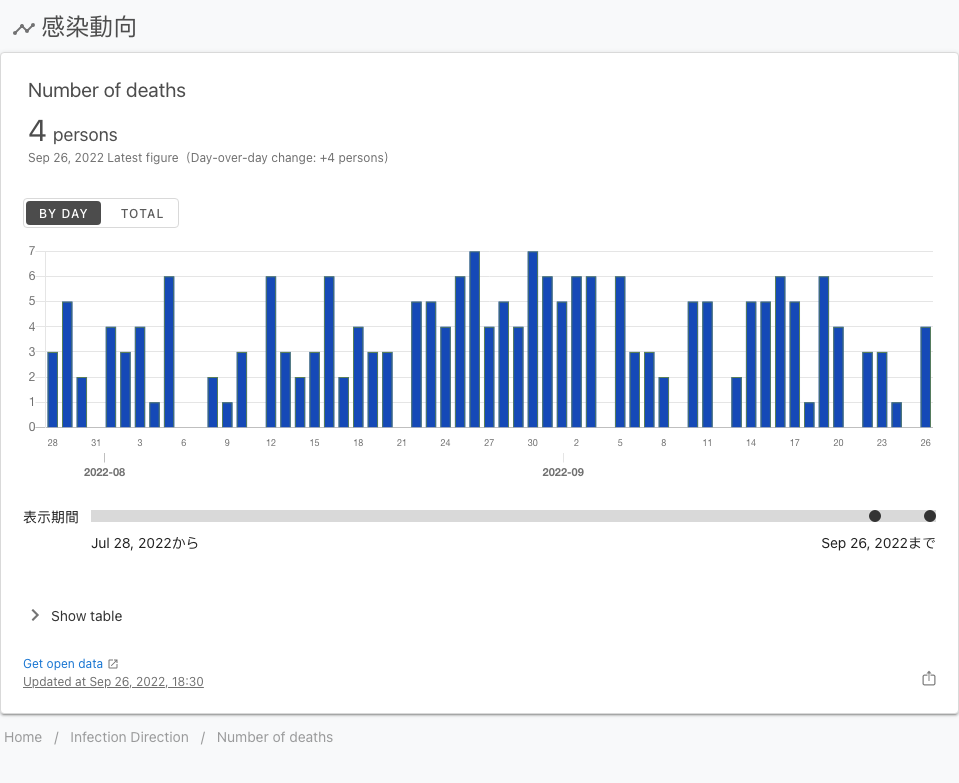 感染動向
Number of deaths
4 persons
Sep 26, 2022 Latest figure (Day-over-day change: +4 persons)
BY DAY TOTAL
7
6
5
4
3
2
1
0
28 31 3 6 9 12 15 18 21 24 27 30 2 5 8 11 14 17 20 23 26
2022-08 2022-09
表示期間
Jul 28, 2022から Sep 26, 2022まで
Show table
Get open data
Updated at Sep 26, 2022, 18:30
Home / Infection Direction / Number of deaths